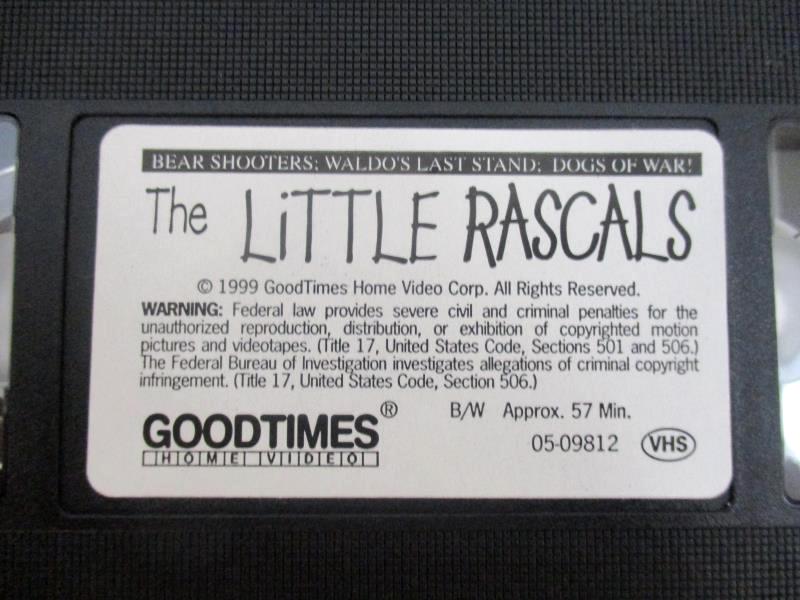 BEAR SHOOTERS; WALDO'S LAST STAND; DOGS OF WAR!
The LiTTLE RASCALS
© 1999 GoodTimes Home Video Corp. All Rights Reserved.
WARNING: Federal law provides severe civil and criminal penalties for the
unauthorized reproduction, distribution, or exhibition of copyrighted motion
pictures and videotapes. (Title 17, United States Code, Sections 501 and 506.)
The Federal Bureau of Investigation investigates allegations of criminal copyright
infringement. (Title 17, United States Code, Section 506.)
GOODTIMES®
HOME VIDEO
B/W Approx. 57 Min.
05-09812 VHS